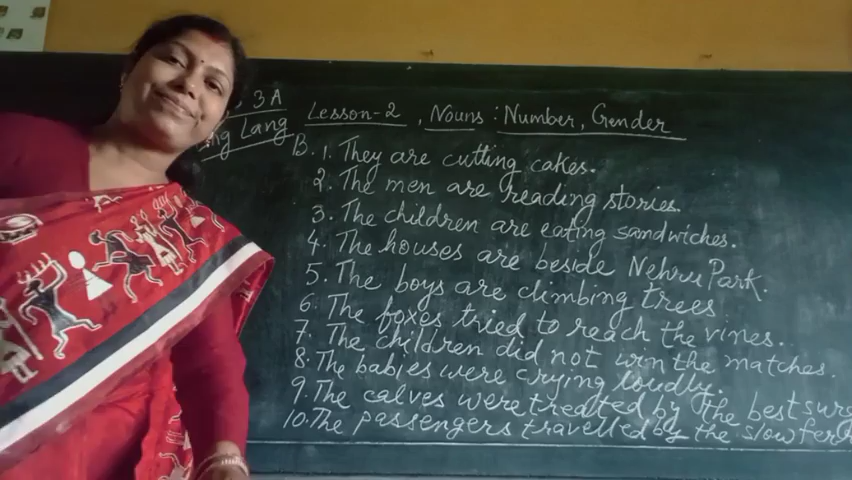 3A
Lang
Lesson-2, Nouns: Number, Gender
B. 1. They are cutting cakes.
2. The men are reading stories.
3. The children are eating sandwiches.
4. The houses are beside Nehru Park.
5. The boys are climbing trees
6. The foxes tried to reach the vines.
7. The children did not win the matches.
8. The babies were crying loudly.
9. The calves were treated by the best
10. The passengers travelled by the slow